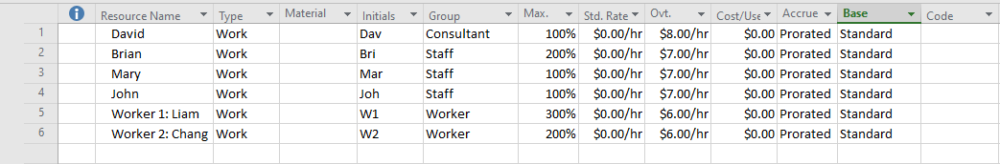 Resource Name Type Material Initials Group Max. Std. Rate Ovt. Cost/Use Accrue Base Code
1 David Work Dav Consultant 100% $0.00/hr $8.00/hr $0.00 Prorated Standard
2 Brian Work Bri Staff 200% $0.00/hr $7.00/hr $0.00 Prorated Standard
3 Mary Work Mar Staff 100% $0.00/hr $7.00/hr $0.00 Prorated Standard
4 John Work Joh Staff 100% $0.00/hr $7.00/hr $0.00 Prorated Standard
5 Worker 1: Liam Work W1 Worker 300% $0.00/hr $6.00/hr $0.00 Prorated Standard
6 Worker 2: Chang Work W2 Worker 200% $0.00/hr $6.00/hr $0.00 Prorated Standard